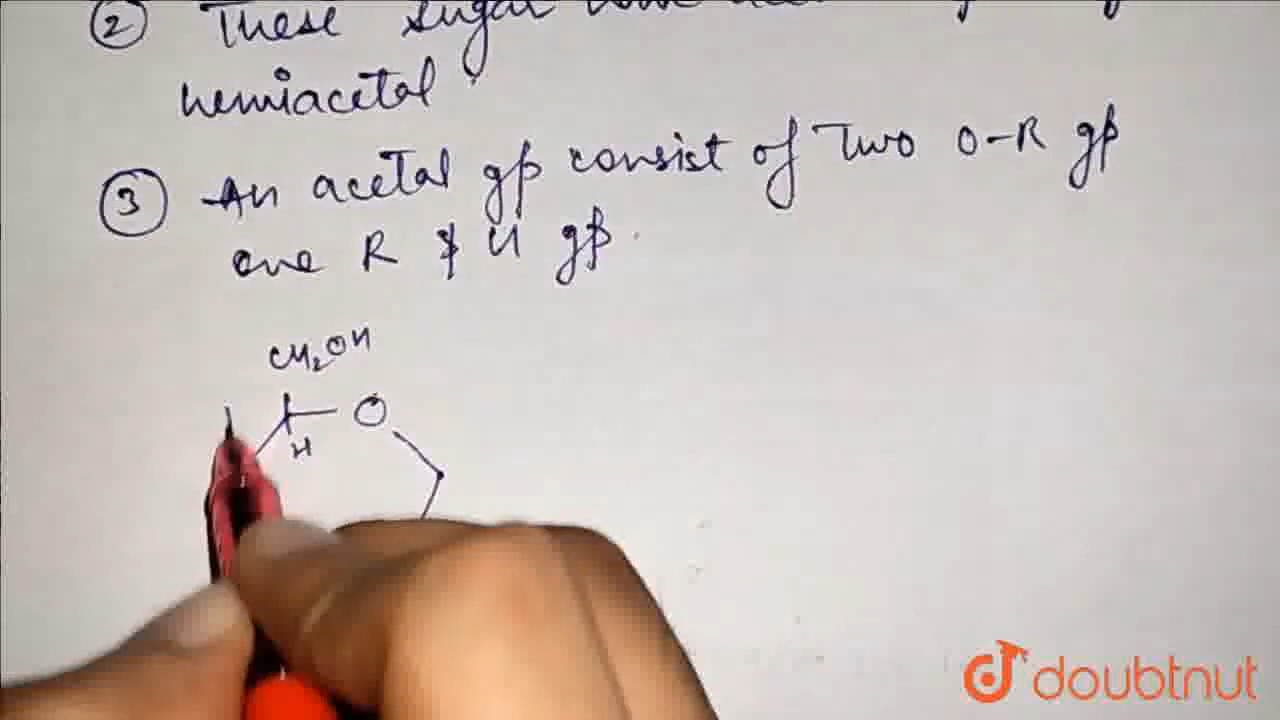 ② These sugar
hemiacetal
③ An acetal gp consist of Two O-R gp
one R & H gp.
CH₂OH
O
H
doubtnut